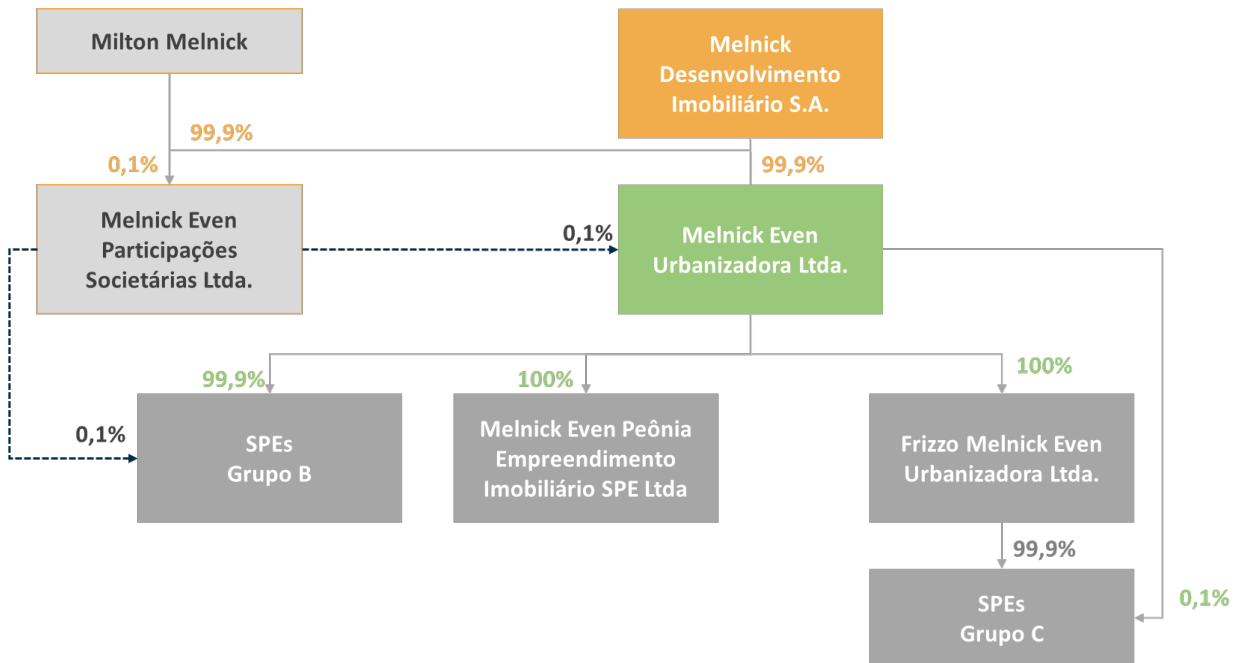 Milton Melnick
Melnick
Desenvolvimento
Imobiliário S.A.
99,9%
0,1%
99,9%
Melnick Even
Participações
Societárias Ltda.
0,1%
Melnick Even
Urbanizadora Ltda.
99,9%
100%
100%
0,1%
SPEs
Grupo B
Melnick Even Peônia
Empreendimento
Imobiliário SPE Ltda
Frizzo Melnick Even
Urbanizadora Ltda.
99,9%
0,1%
SPEs
Grupo C